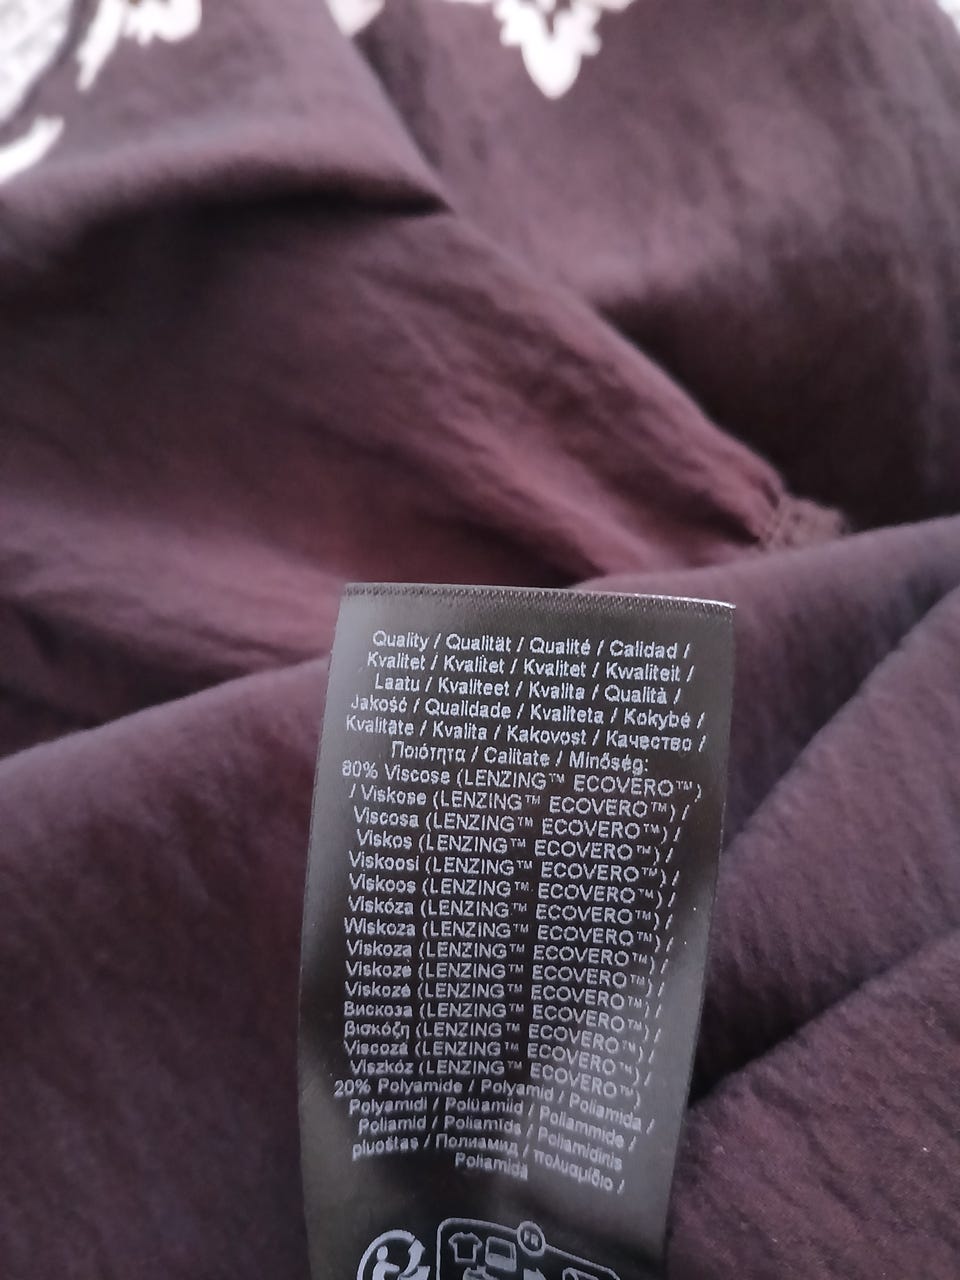 Quality / Qualität / Qualité / Calidad /
Kvalitet / Kvalitet / Kvalitet / Kwaliteit /
Laatu / Kvaliteet / Kvalita / Qualità /
Jakość / Qualidade / Kvaliteta / Kokybė /
Kvalitāte / Kvalita / Kakovost / Качество /
Ποιότητα / Calitate / Minőség:
80% Viscose (LENZING™ ECOVERO™)
/ Viskose (LENZING™ ECOVERO™) /
Viscosa (LENZING™ ECOVERO™) /
Viskos (LENZING™ ECOVERO™) /
Viskoosi (LENZING™ ECOVERO™) /
Viskoos (LENZING™ ECOVERO™) /
Viskóza (LENZING™ ECOVERO™) /
Wiskoza (LENZING™ ECOVERO™) /
Viskoza (LENZING™ ECOVERO™) /
Viskoze (LENZING™ ECOVERO™) /
Viskozė (LENZING™ ECOVERO™) /
Вискоза (LENZING™ ECOVERO™) /
βισκόζη (LENZING™ ECOVERO™) /
Viscoză (LENZING™ ECOVERO™) /
Viszkóz (LENZING™ ECOVERO™)
20% Polyamide / Polyamid / Poliamida /
Polyamidi / Polüamiid / Poliammide /
Poliamid / Poliamīds / Poliamidinis
pluoštas / Полиамид / πολυαμίδιο /
Poliamidă
FR